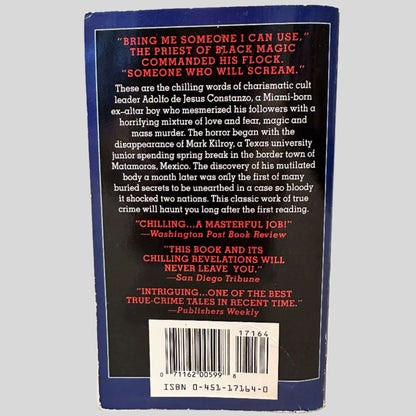 "BRING ME SOMEONE I CAN USE."
THE PRIEST OF BLACK MAGIC
COMMANDED HIS FLOCK.
"SOMEONE WHO WILL SCREAM."
These are the chilling words of charismatic cult
leader Adolfo de Jesus Constanzo, a Miami-born
ex–altar boy who mesmerized his followers with a
horrifying mixture of love and fear, magic and
mass murder. The horror began with the
disappearance of Mark Kilroy, a Texas university
junior spending spring break in the border town of
Matamoros, Mexico. The discovery of his mutilated
body a month later was only the first of many
buried secrets to be unearthed in a case so bloody
it shocked two nations. This classic work of true
crime will haunt you long after the first reading.
"CHILLING...A MASTERFUL JOB!"
—Washington Post Book Review
"THIS BOOK AND ITS
CHILLING REVELATIONS WILL
NEVER LEAVE YOU."
—San Diego Tribune
"INTRIGUING...ONE OF THE BEST
TRUE-CRIME TALES IN RECENT TIME."
—Publishers Weekly
17164
0 71162 00599 8
ISBN 0-451-17164-0